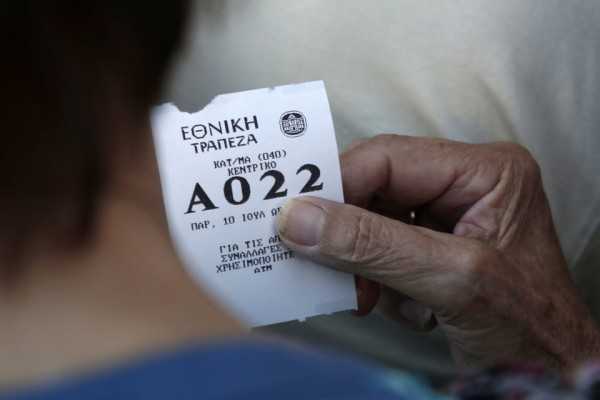 ΕΘΝΙΚΗ
ΤΡΑΠΕΖΑ
ΚΑΤ/ΜΑ (040)
ΚΕΝΤΡΙΚΟ
A022
ΠΑΡ, 10 ΙΟΥΛ
ΓΙΑ ΤΙΣ
ΣΥΝΑΛΛΑΓΕΣ
ΧΡΗΣΙΜΟΠΟΙΗΤΕ
ΑΤΜ